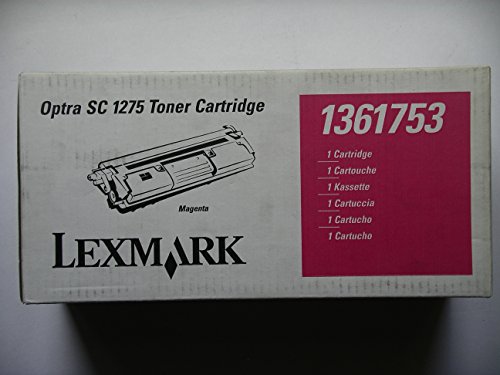 Optra SC 1275 Toner Cartridge
Magenta
LEXMARK
1361753
1 Cartridge
1 Cartouche
1 Kassette
1 Cartuccia
1 Cartucho
1 Cartucho